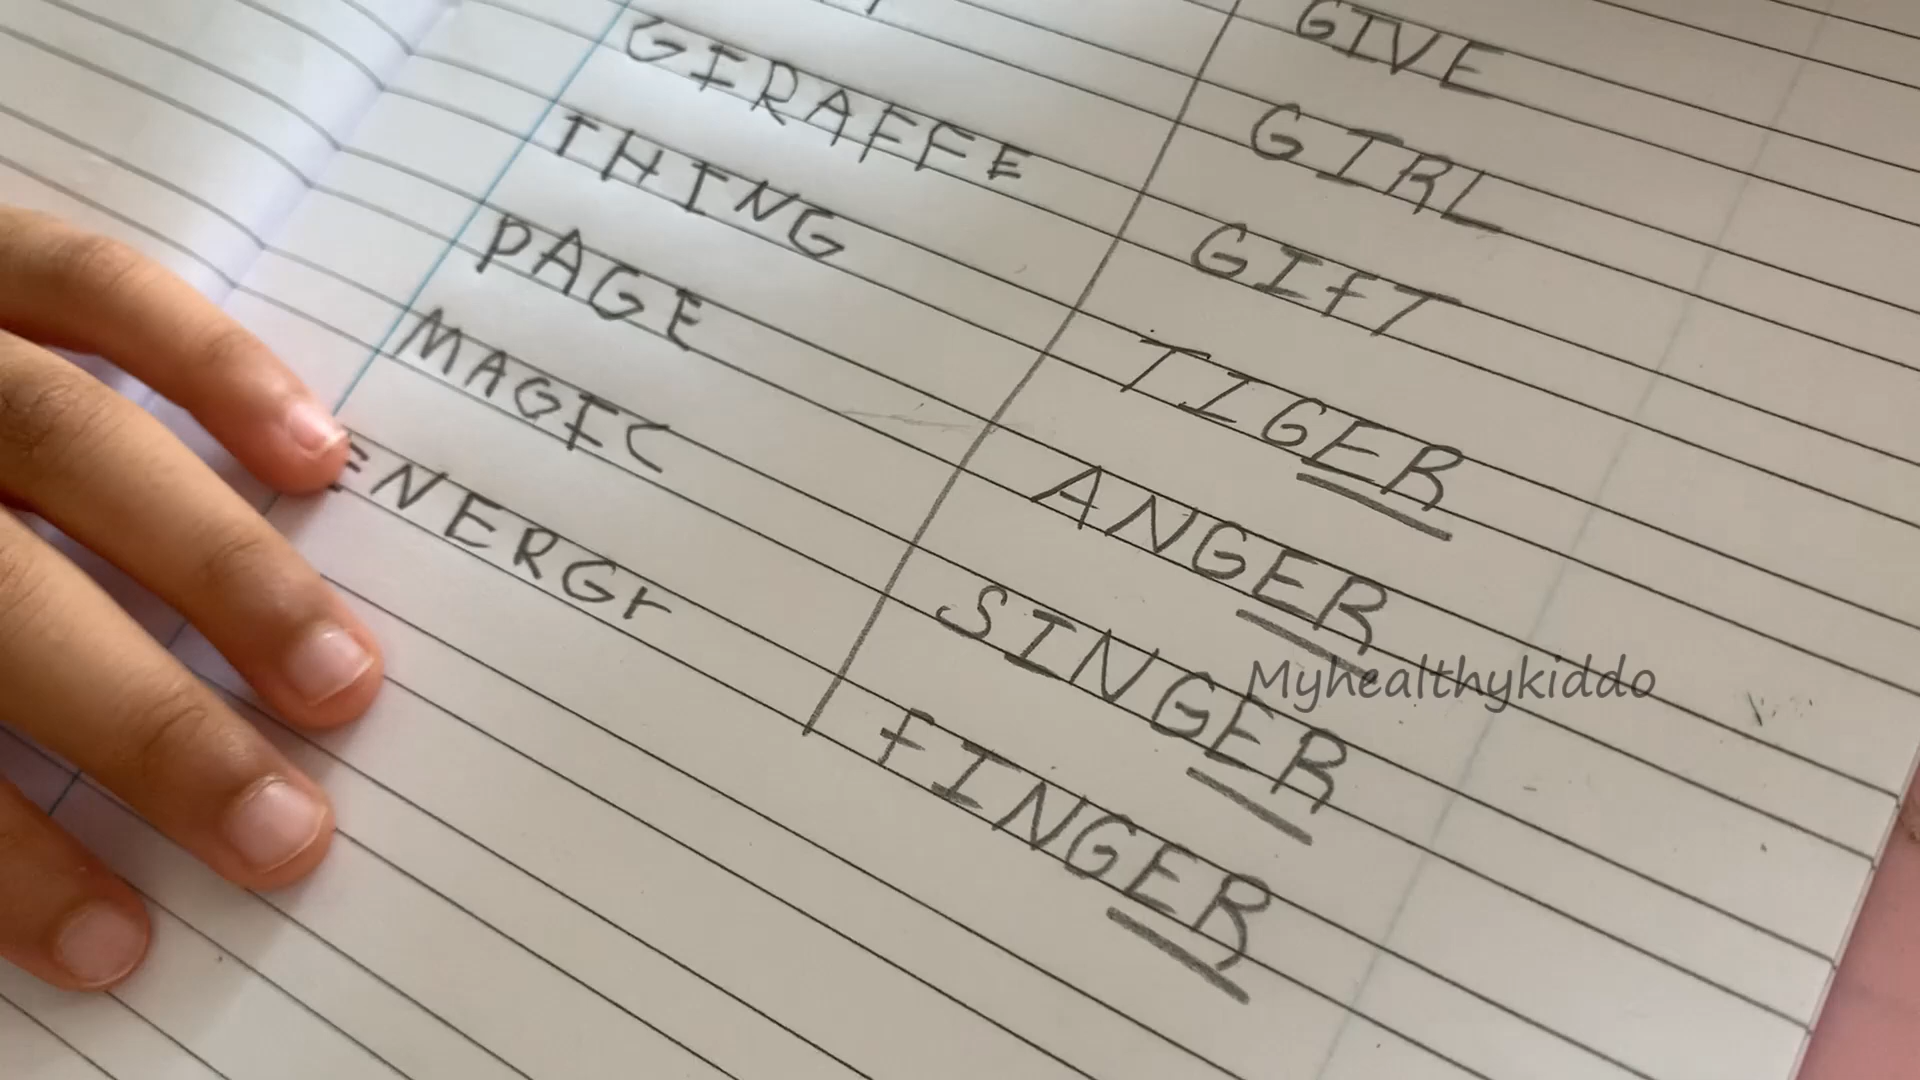 GIRAFFE
THING
PAGE
MAGIC
ENERGY
GIVE
GIRL
GIFT
TIGER
ANGER
SINGER
FINGER
Myhealthykiddo